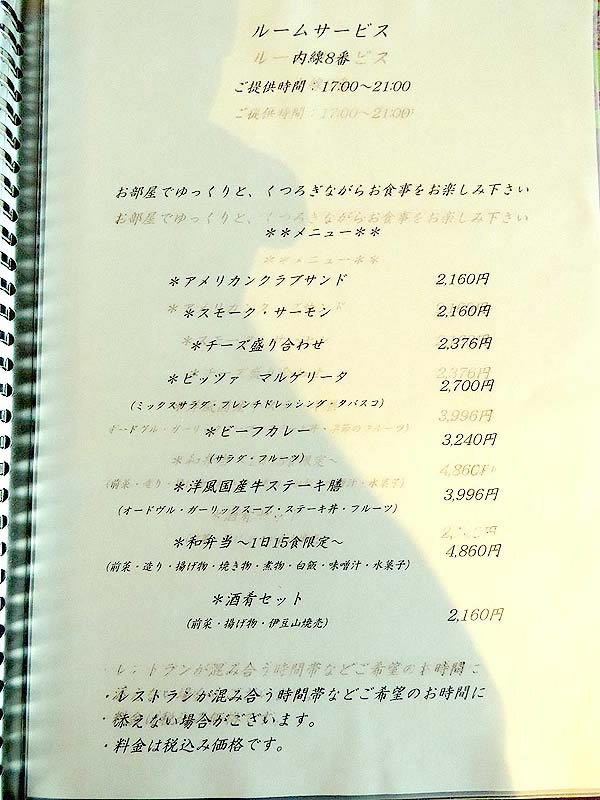 ルームサービス
内線8番
ご提供時間：17:00～21:00
お部屋でゆっくりと、くつろぎながらお食事をお楽しみ下さい
＊＊メニュー＊＊
＊アメリカンクラブサンド 2,160円
＊スモーク・サーモン 2,160円
＊チーズ盛り合わせ 2,376円
＊ピッツァ　マルゲリータ 2,700円
(ミックスサラダ・フレンチドレッシング・タバスコ)
＊ビーフカレー 3,240円
(サラダ・フルーツ)
＊洋風国産牛ステーキ膳 3,996円
(オードヴル・ガーリックスープ・ステーキ丼・フルーツ)
＊和弁当～1日15食限定～ 4,860円
(前菜・造り・揚げ物・焼き物・煮物・白飯・味噌汁・水菓子)
＊酒肴セット 2,160円
(前菜・揚げ物・伊豆山焼売)
・レストランが混み合う時間帯などご希望のお時間に
添えない場合がございます。
・料金は税込み価格です。